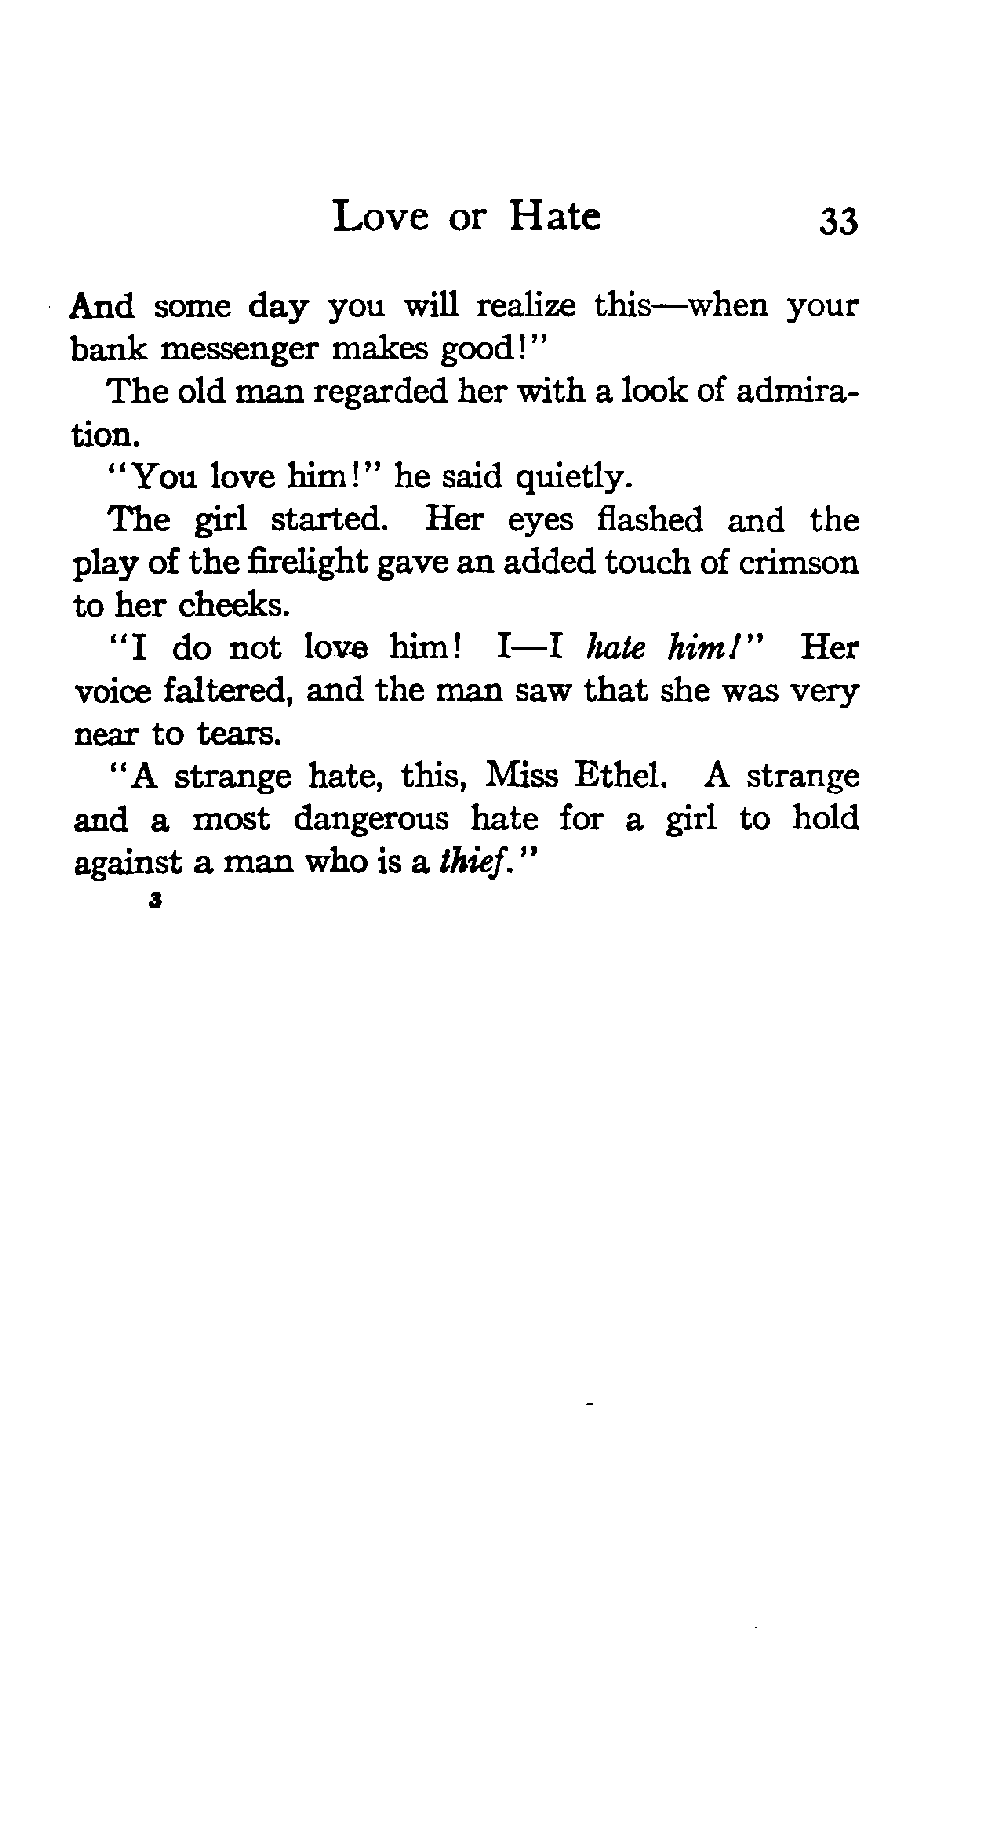 Love or Hate 33
And some day you will realize this—when your
bank messenger makes good!"
The old man regarded her with a look of admira-
tion.
"You love him!" he said quietly.
The girl started. Her eyes flashed and the
play of the firelight gave an added touch of crimson
to her cheeks.
"I do not love him! I—I hate him!" Her
voice faltered, and the man saw that she was very
near to tears.
"A strange hate, this, Miss Ethel. A strange
and a most dangerous hate for a girl to hold
against a man who is a thief."
3